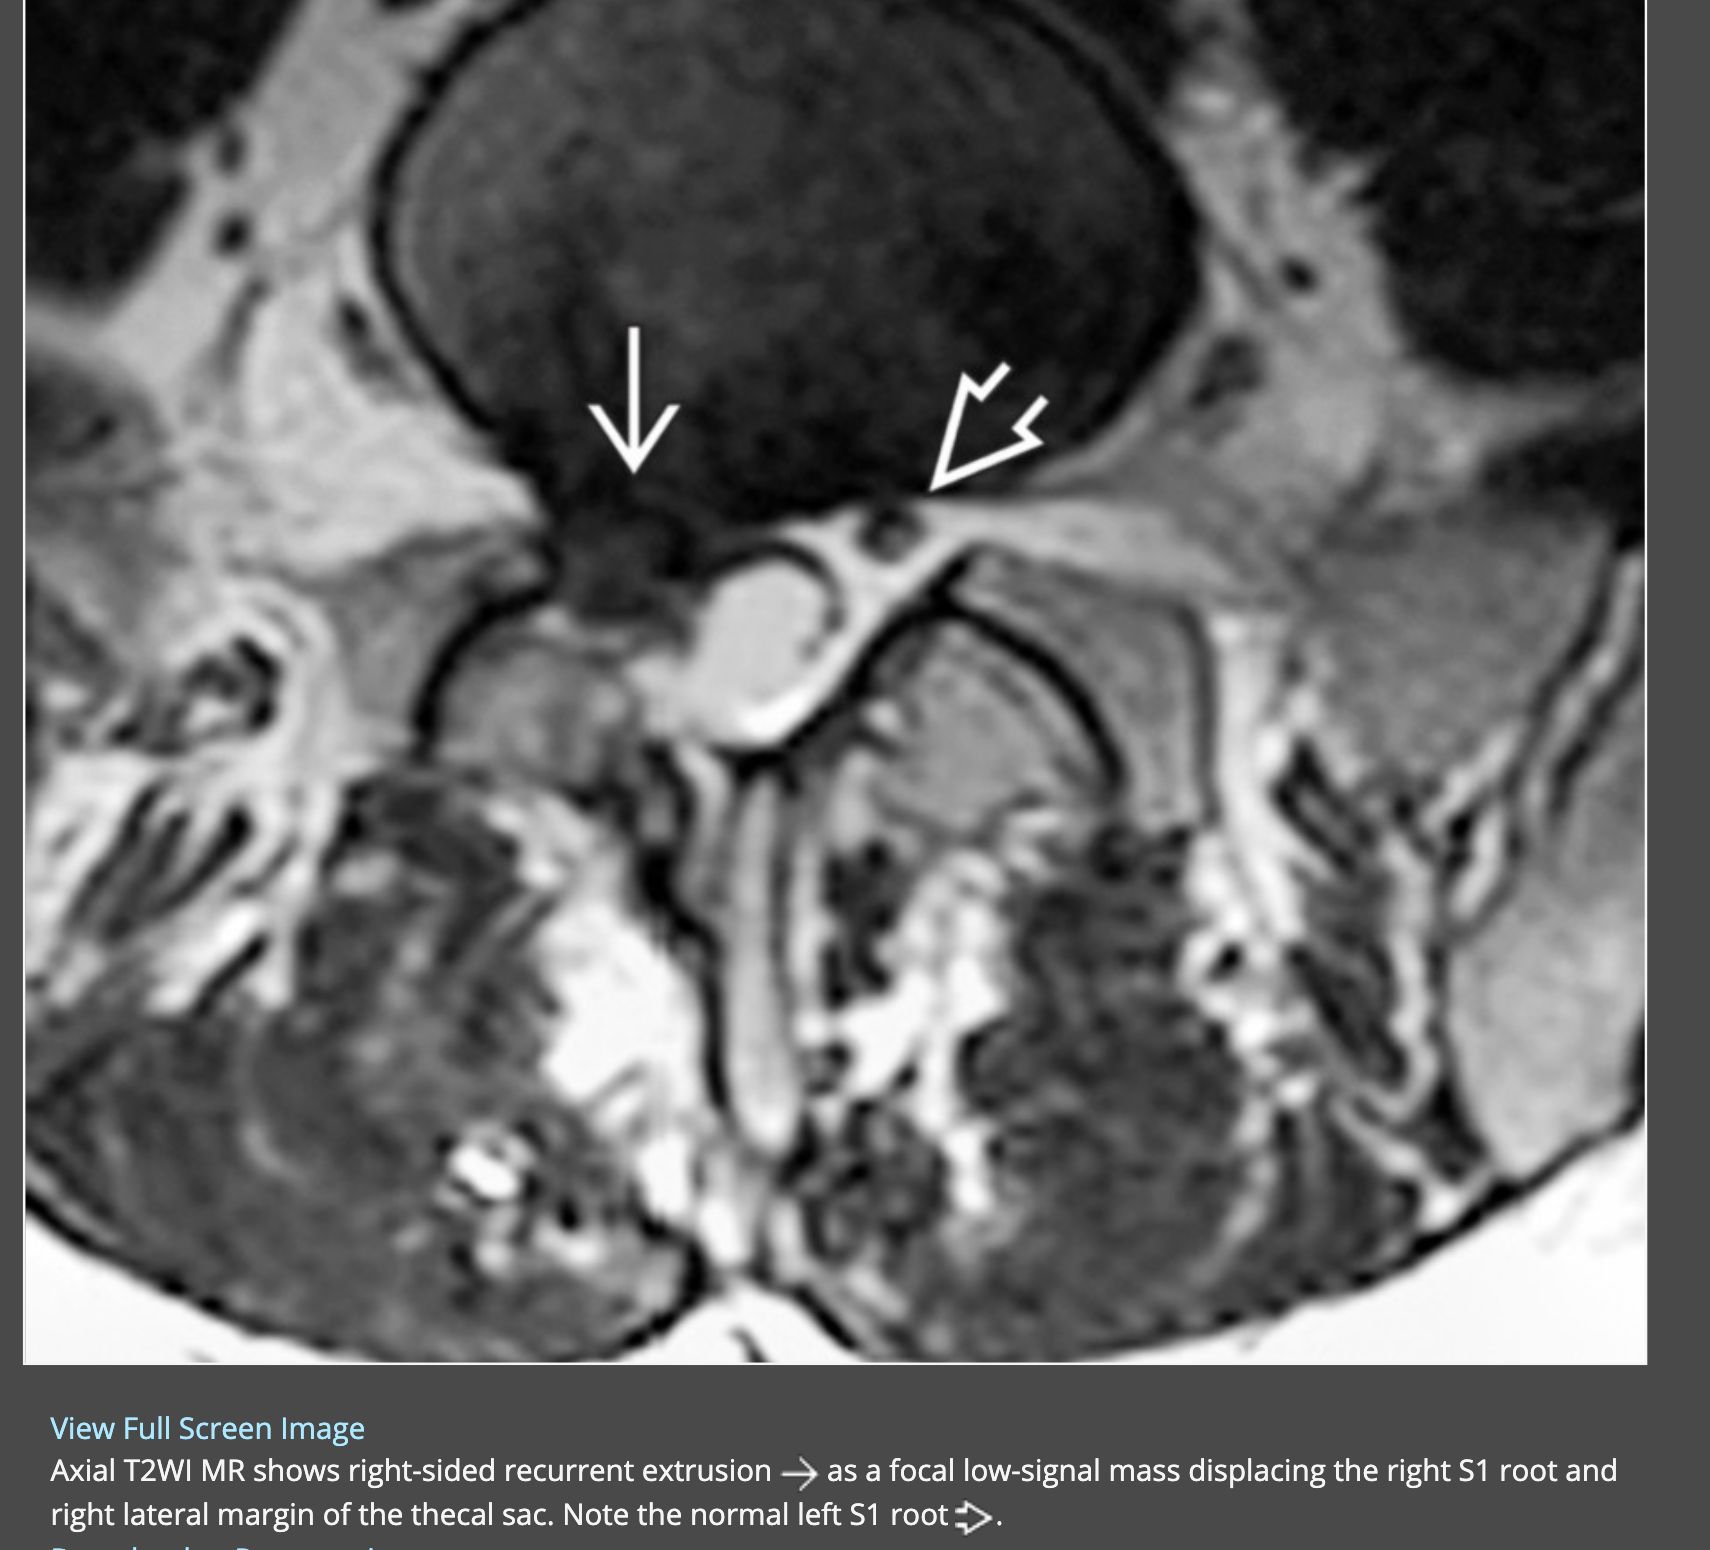 View Full Screen Image
Axial T2WI MR shows right-sided recurrent extrusion → as a focal low-signal mass displacing the right S1 root and
right lateral margin of the thecal sac. Note the normal left S1 root ⇨.